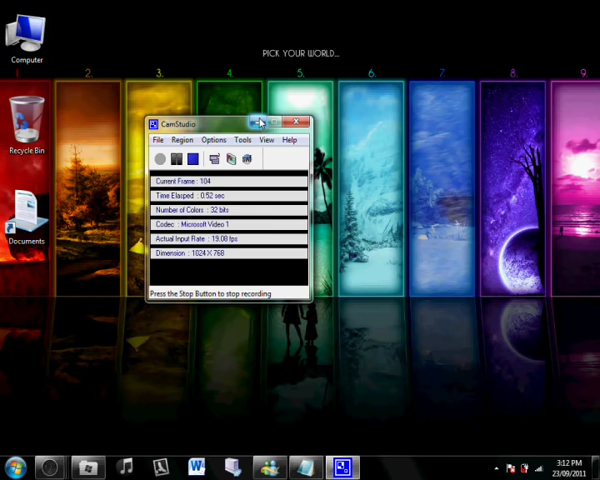 Computer
PICK YOUR WORLD...
1.
2.
3.
4.
5.
6.
7.
8.
9.
Recycle Bin
Documents
CamStudio
File Region Options Tools View Help
Current Frame : 104
Time Elasped : 0.52 sec
Number of Colors : 32 bits
Codec : Microsoft Video 1
Actual Input Rate : 19.08 fps
Dimension : 1024 X 768
Press the Stop Button to stop recording
3:12 PM
23/09/2011